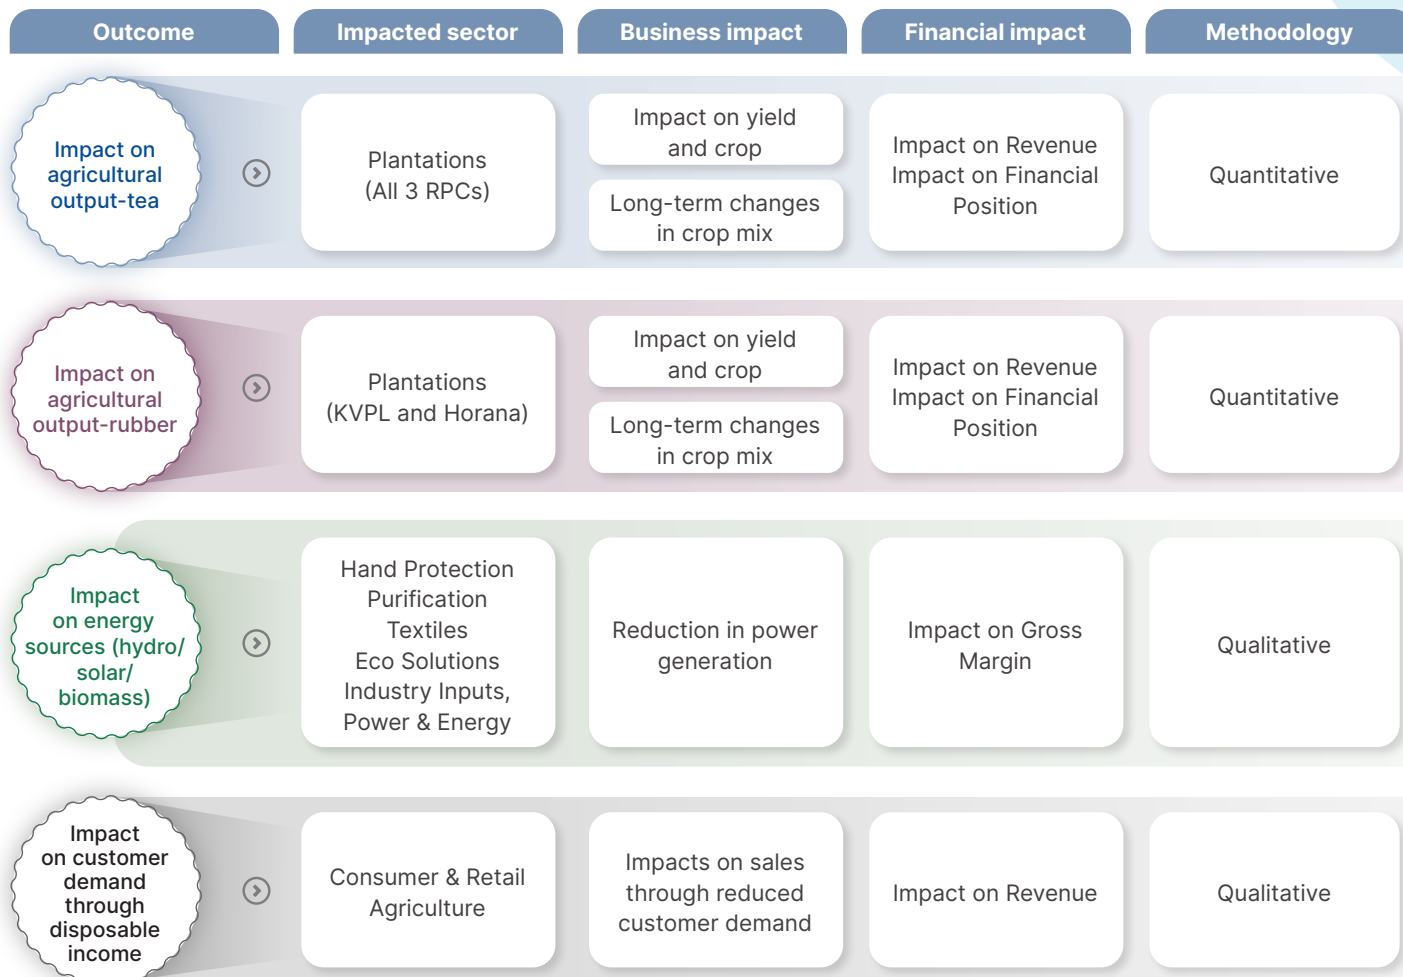 Outcome
Impacted sector
Business impact
Financial impact
Methodology
Impact on
agricultural
output-tea
Plantations
(All 3 RPCs)
Impact on yield
and crop
Long-term changes
in crop mix
Impact on Revenue
Impact on Financial
Position
Quantitative
Impact on
agricultural
output-rubber
Plantations
(KVPL and Horana)
Impact on yield
and crop
Long-term changes
in crop mix
Impact on Revenue
Impact on Financial
Position
Quantitative
Impact
on energy
sources (hydro/
solar/
biomass)
Hand Protection
Purification
Textiles
Eco Solutions
Industry Inputs,
Power & Energy
Reduction in power
generation
Impact on Gross
Margin
Qualitative
Impact
on customer
demand
through
disposable
income
Consumer & Retail
Agriculture
Impacts on sales
through reduced
customer demand
Impact on Revenue
Qualitative